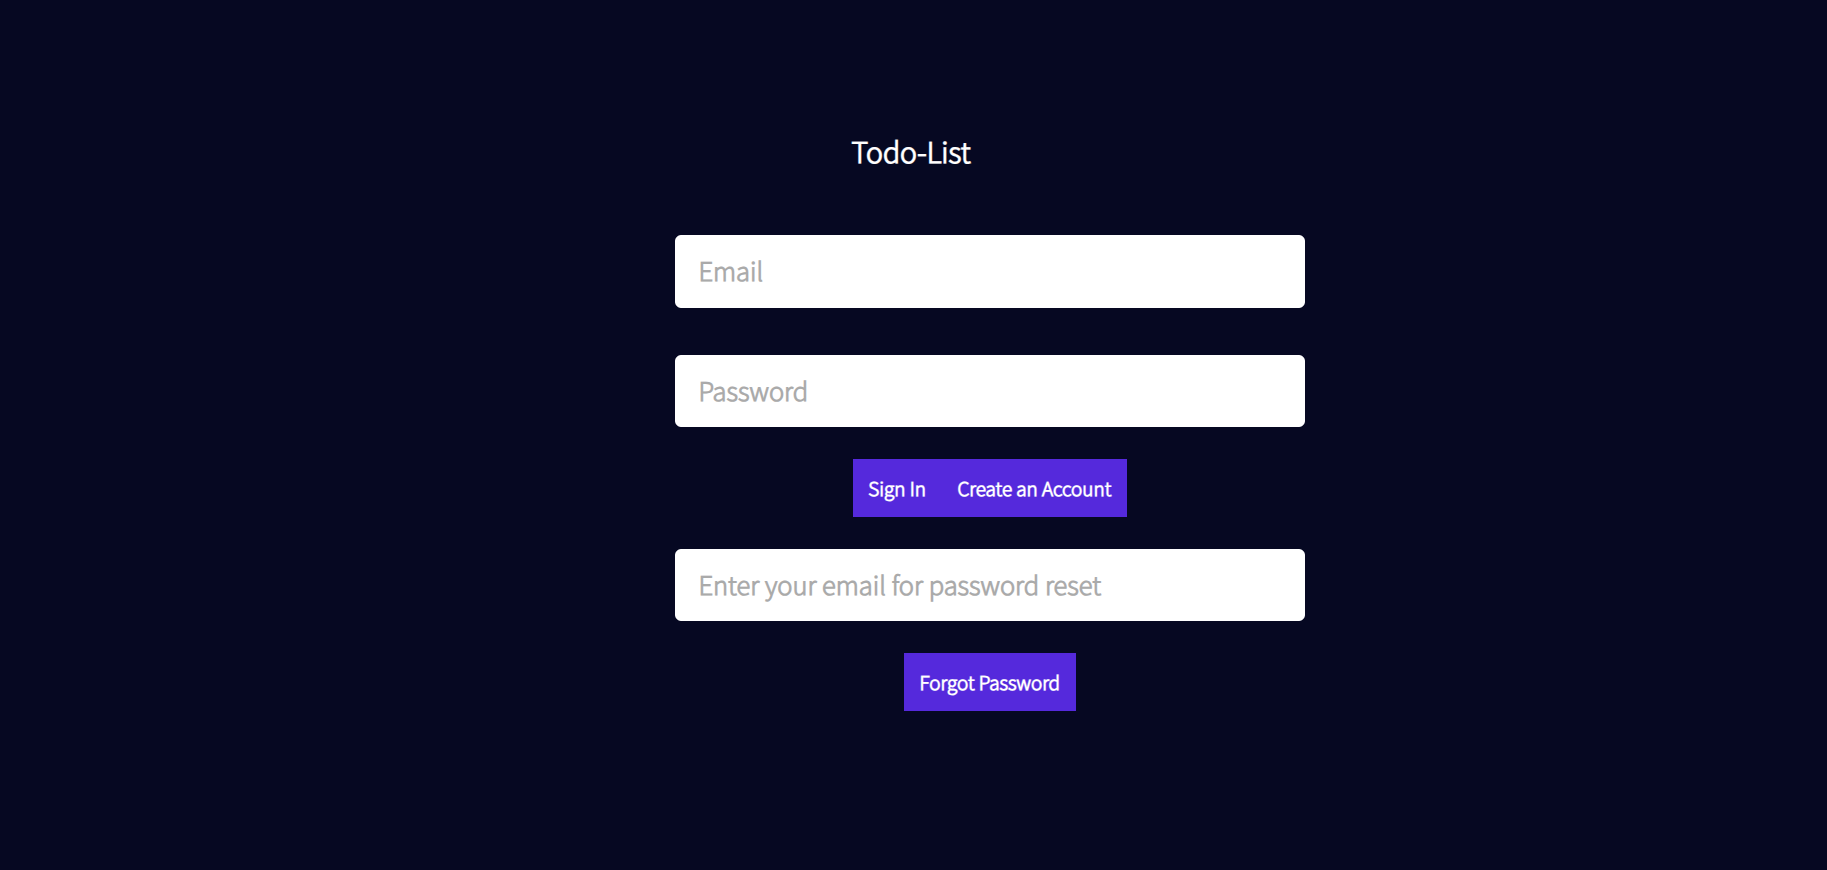 Todo-List
Email
Password
Sign In Create an Account
Enter your email for password reset
Forgot Password